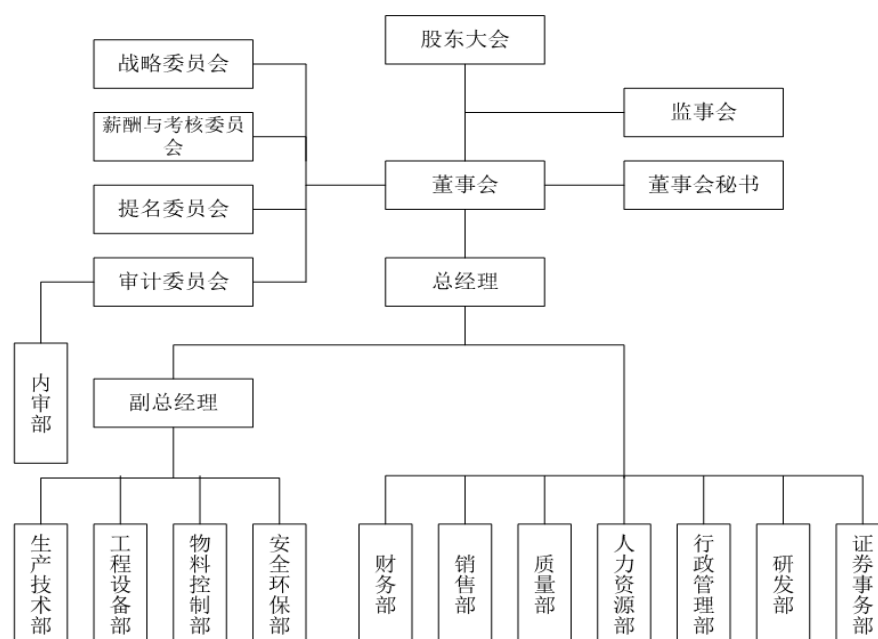 股东大会
战略委员会
监事会
薪酬与考核委员
会
董事会
董事会秘书
提名委员会
审计委员会
总经理
内审部
副总经理
生产技术部
工程设备部
物料控制部
安全环保部
财务部
销售部
质量部
人力资源部
行政管理部
研发部
证券事务部